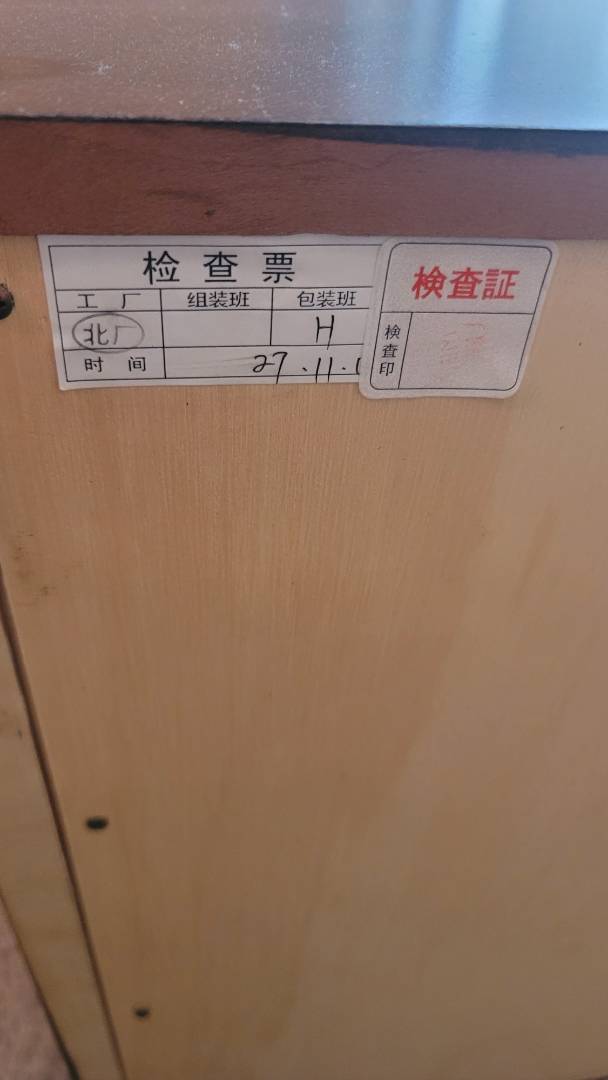 检查票
工厂 组装班 包装班
北厂 H
时间 27.11.
検査証
検査印